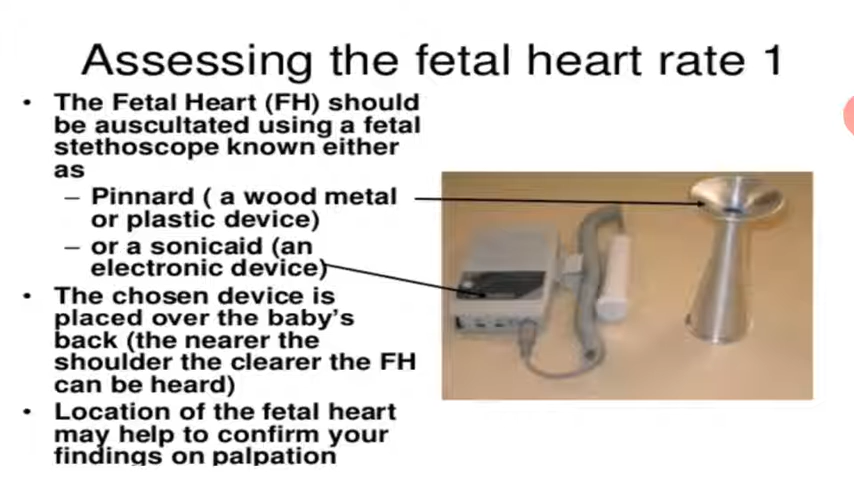 Assessing the fetal heart rate 1
• The Fetal Heart (FH) should
be auscultated using a fetal
stethoscope known either
as
– Pinnard ( a wood metal
or plastic device)
– or a sonicaid (an
electronic device)
• The chosen device is
placed over the baby's
back (the nearer the
shoulder the clearer the FH
can be heard)
• Location of the fetal heart
may help to confirm your
findings on palpation